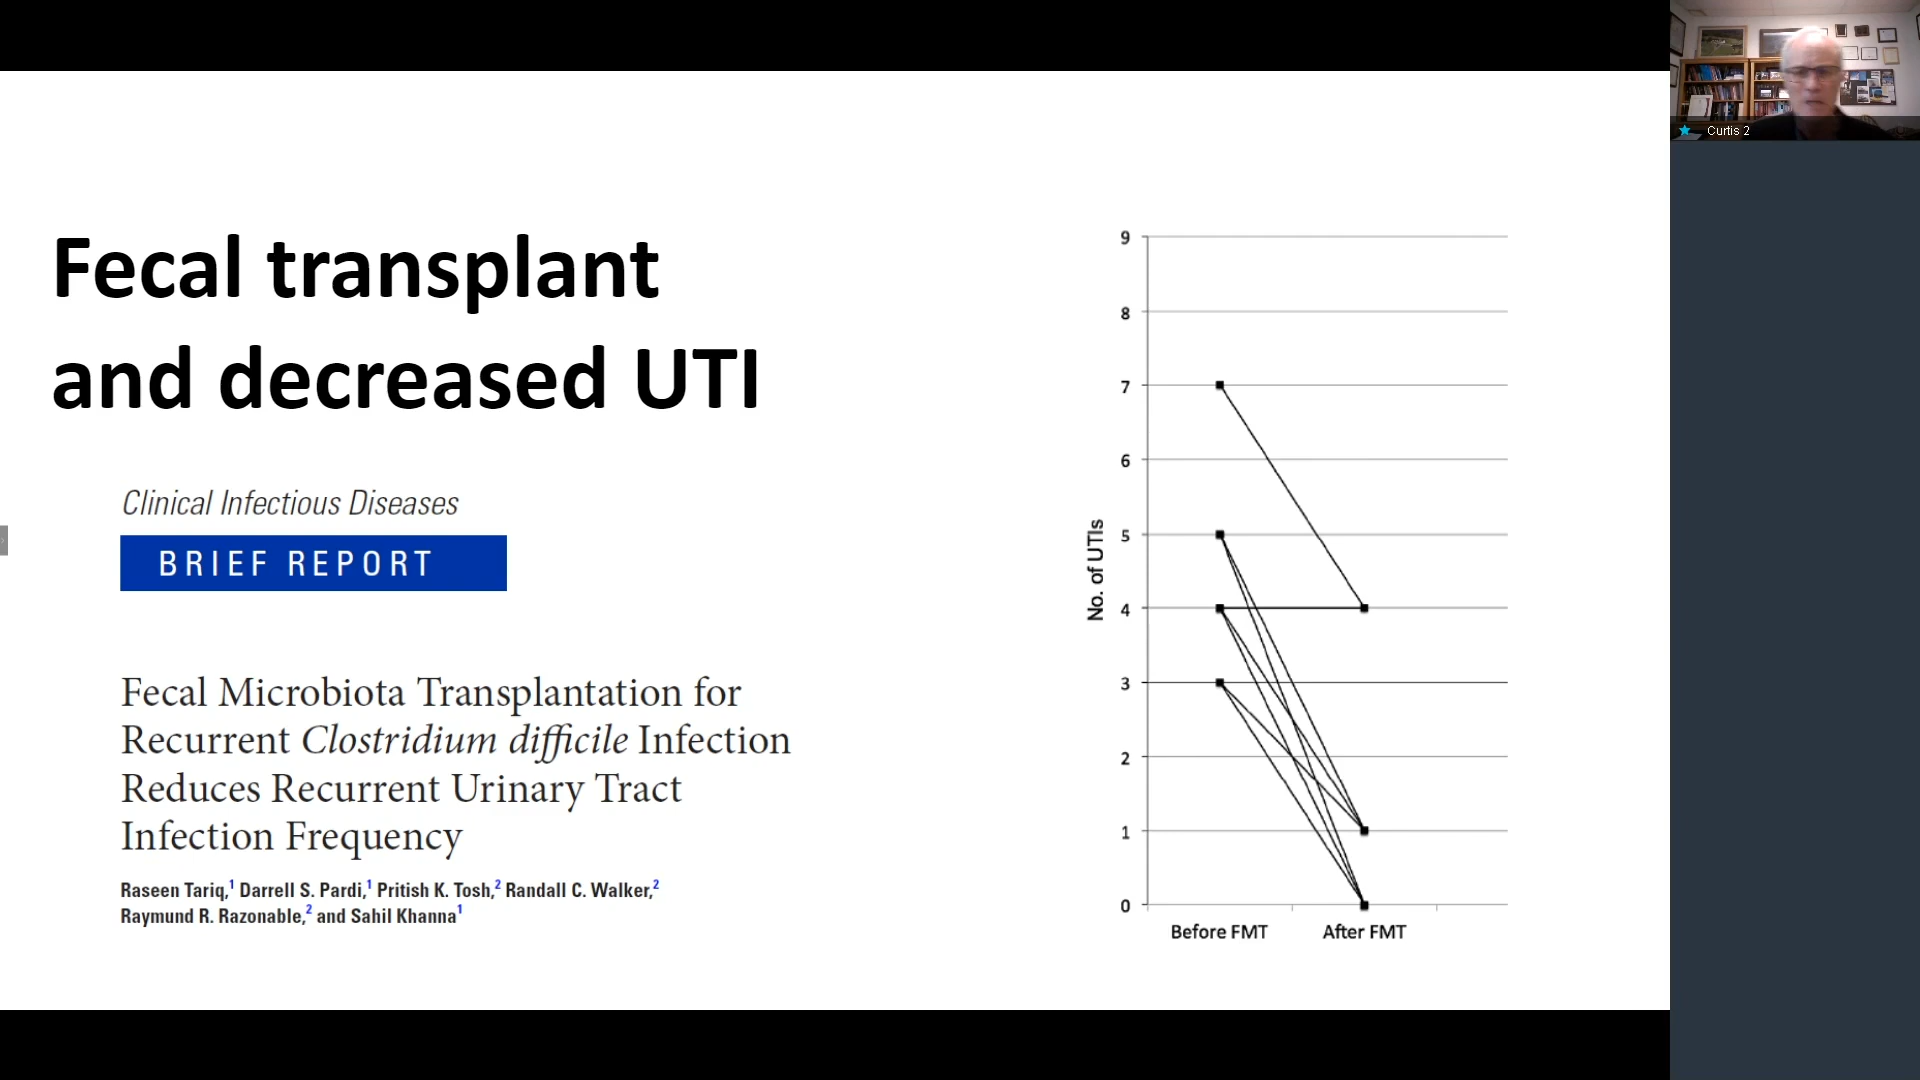 Fecal transplant
and decreased UTI
Clinical Infectious Diseases
BRIEF REPORT
Fecal Microbiota Transplantation for
Recurrent Clostridium difficile Infection
Reduces Recurrent Urinary Tract
Infection Frequency
Raseen Tariq,1 Darrell S. Pardi,1 Pritish K. Tosh,2 Randall C. Walker,2
Raymund R. Razonable,2 and Sahil Khanna1
No. of UTIs
9
8
7
6
5
4
3
2
1
0
Before FMT After FMT
Curtis 2